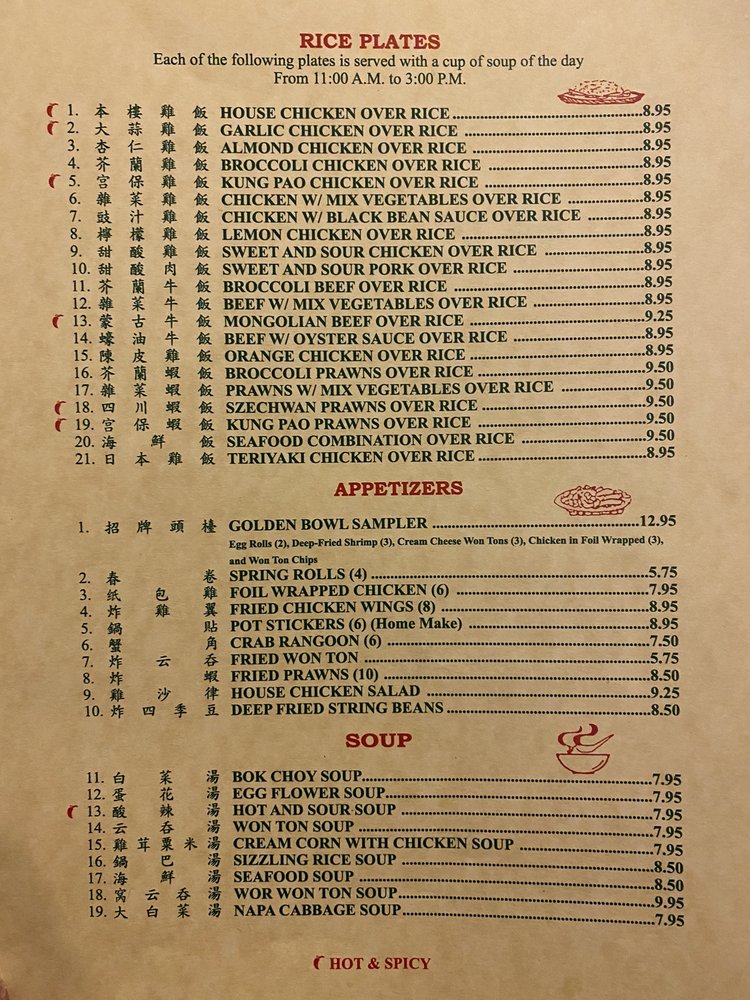 RICE PLATES
Each of the following plates is served with a cup of soup of the day
From 11:00 A.M. to 3:00 P.M.
1. 本樓雞飯 HOUSE CHICKEN OVER RICE 8.95
2. 大蒜雞飯 GARLIC CHICKEN OVER RICE 8.95
3. 杏仁雞飯 ALMOND CHICKEN OVER RICE 8.95
4. 芥蘭雞飯 BROCCOLI CHICKEN OVER RICE 8.95
5. 宮保雞飯 KUNG PAO CHICKEN OVER RICE 8.95
6. 雜菜雞飯 CHICKEN W/ MIX VEGETABLES OVER RICE 8.95
7. 豉汁雞飯 CHICKEN W/ BLACK BEAN SAUCE OVER RICE 8.95
8. 檸檬雞飯 LEMON CHICKEN OVER RICE 8.95
9. 甜酸雞飯 SWEET AND SOUR CHICKEN OVER RICE 8.95
10. 甜酸肉飯 SWEET AND SOUR PORK OVER RICE 8.95
11. 芥蘭牛飯 BROCCOLI BEEF OVER RICE 8.95
12. 雜菜牛飯 BEEF W/ MIX VEGETABLES OVER RICE 8.95
13. 蒙古牛飯 MONGOLIAN BEEF OVER RICE 9.25
14. 蠔油牛飯 BEEF W/ OYSTER SAUCE OVER RICE 8.95
15. 陳皮雞飯 ORANGE CHICKEN OVER RICE 8.95
16. 芥蘭蝦飯 BROCCOLI PRAWNS OVER RICE 9.50
17. 雜菜蝦飯 PRAWNS W/ MIX VEGETABLES OVER RICE 9.50
18. 四川蝦飯 SZECHWAN PRAWNS OVER RICE 9.50
19. 宮保蝦飯 KUNG PAO PRAWNS OVER RICE 9.50
20. 海鮮飯 SEAFOOD COMBINATION OVER RICE 9.50
21. 日本雞飯 TERIYAKI CHICKEN OVER RICE 8.95
APPETIZERS
1. 招牌頭檯 GOLDEN BOWL SAMPLER 12.95
Egg Rolls (2), Deep-Fried Shrimp (3), Cream Cheese Won Tons (3), Chicken in Foil Wrapped (3),
and Won Ton Chips
2. 春卷 SPRING ROLLS (4) 5.75
3. 纸包雞 FOIL WRAPPED CHICKEN (6) 7.95
4. 炸雞翼 FRIED CHICKEN WINGS (8) 8.95
5. 鍋貼 POT STICKERS (6) (Home Make) 8.95
6. 蟹角 CRAB RANGOON (6) 7.50
7. 炸云吞 FRIED WON TON 5.75
8. 炸蝦 FRIED PRAWNS (10) 8.50
9. 雞沙律 HOUSE CHICKEN SALAD 9.25
10. 炸四季豆 DEEP FRIED STRING BEANS 8.50
SOUP
11. 白菜湯 BOK CHOY SOUP 7.95
12. 蛋花湯 EGG FLOWER SOUP 7.95
13. 酸辣湯 HOT AND SOUR SOUP 7.95
14. 云吞湯 WON TON SOUP 7.95
15. 雞茸粟米湯 CREAM CORN WITH CHICKEN SOUP 7.95
16. 鍋巴湯 SIZZLING RICE SOUP 8.50
17. 海鮮湯 SEAFOOD SOUP 8.50
18. 窝云吞湯 WOR WON TON SOUP 9.95
19. 大白菜湯 NAPA CABBAGE SOUP 7.95
HOT & SPICY